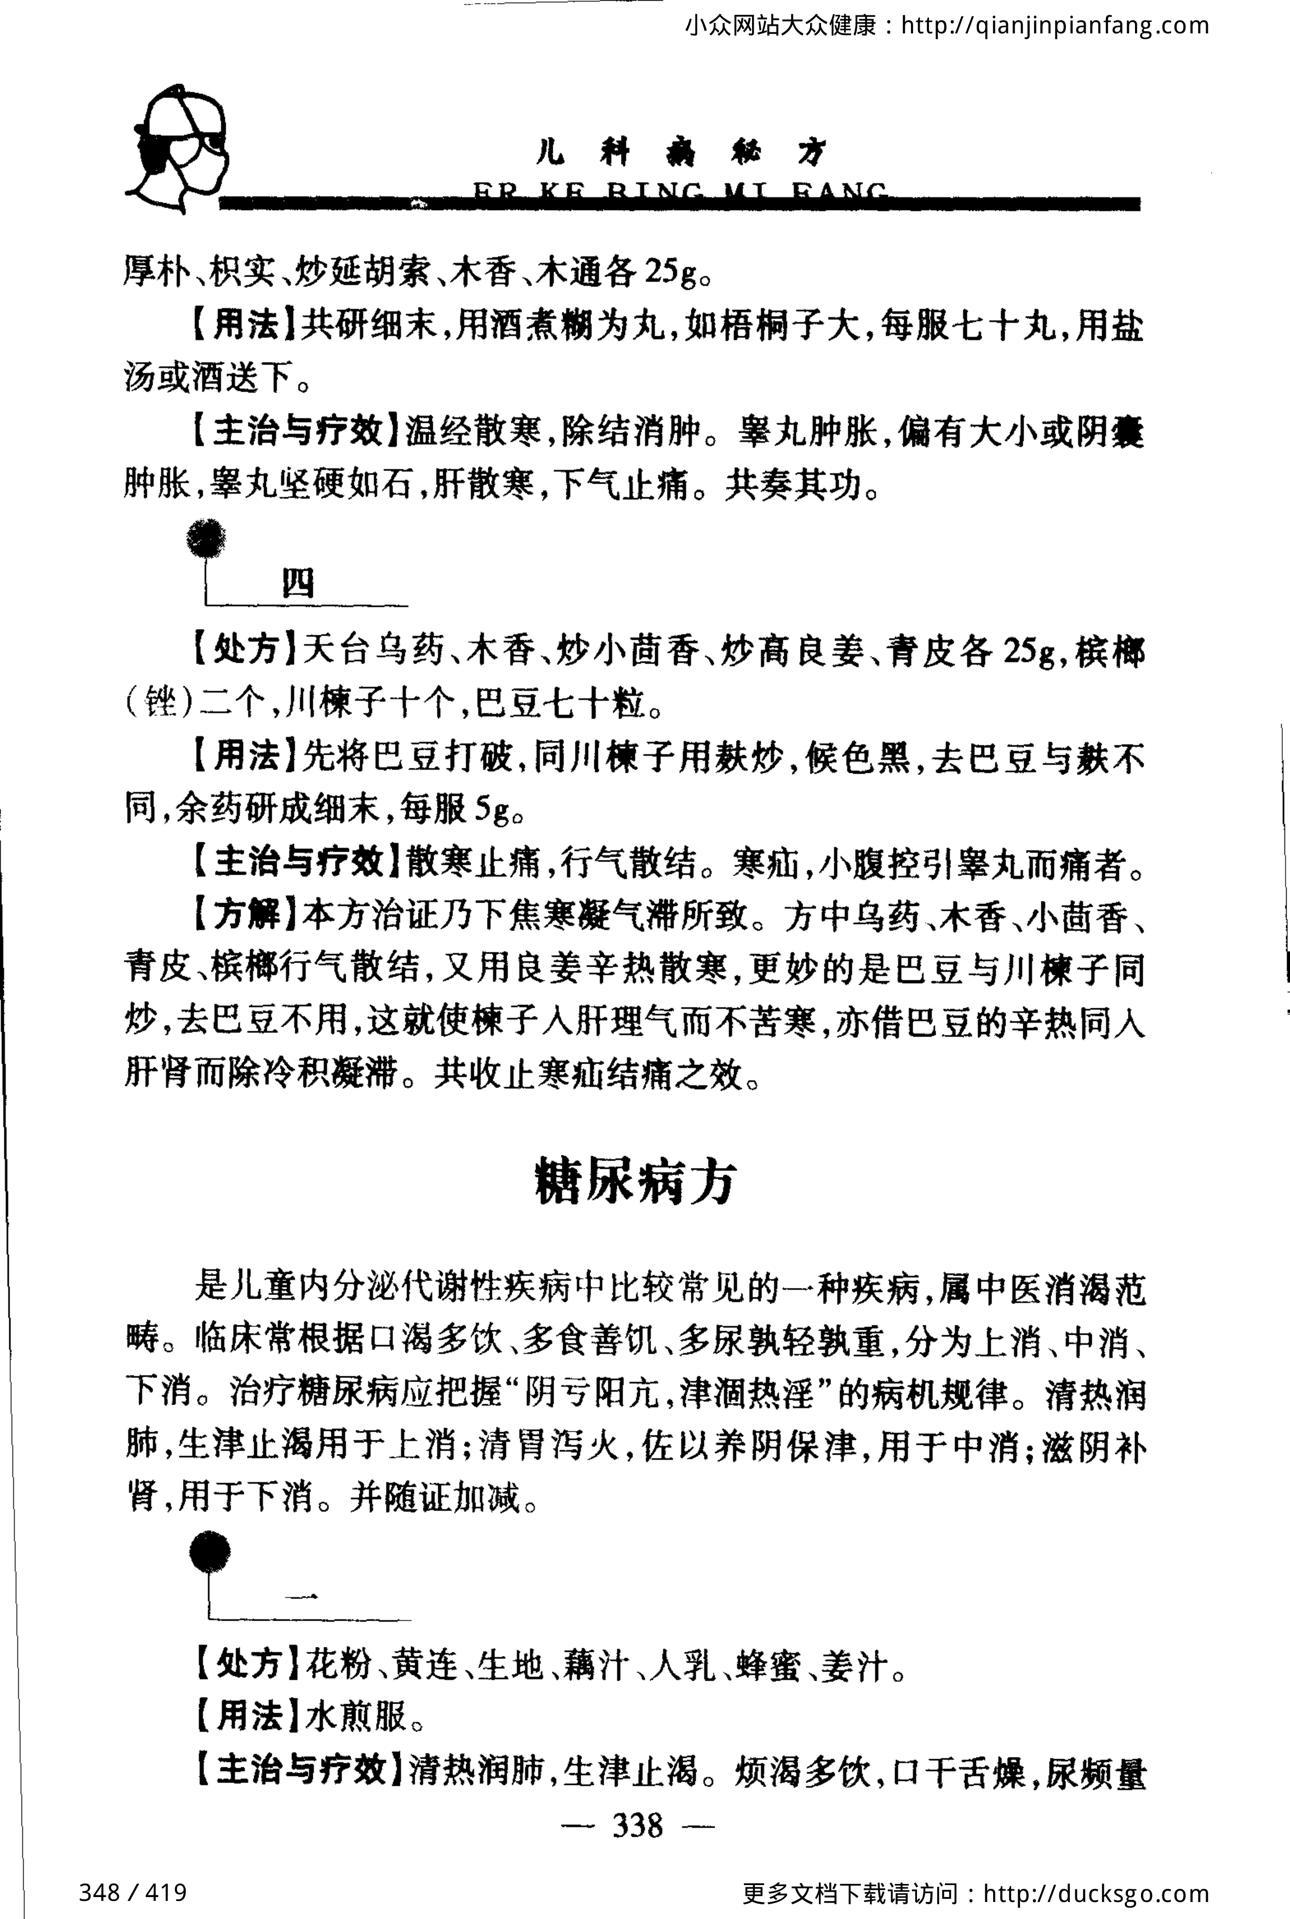 小众网站大众健康：http://qianjinpianfang.com
儿科病秘方
ER KE BING MI FANG
厚朴、枳实、炒延胡索、木香、木通各25g。
【用法】共研细末，用酒煮糊为丸，如梧桐子大，每服七十丸，用盐
汤或酒送下。
【主治与疗效】温经散寒，除结消肿。睾丸肿胀，偏有大小或阴囊
肿胀，睾丸坚硬如石，肝散寒，下气止痛。共奏其功。
四
【处方】天台乌药、木香、炒小茴香、炒高良姜、青皮各25g，槟榔
（锉）二个，川楝子十个，巴豆七十粒。
【用法】先将巴豆打破，同川楝子用麸炒，候色黑，去巴豆与麸不
同，余药研成细末，每服5g。
【主治与疗效】散寒止痛，行气散结。寒疝，小腹控引睾丸而痛者。
【方解】本方治证乃下焦寒凝气滞所致。方中乌药、木香、小茴香、
青皮、槟榔行气散结，又用良姜辛热散寒，更妙的是巴豆与川楝子同
炒，去巴豆不用，这就使楝子入肝理气而不苦寒，亦借巴豆的辛热同入
肝肾而除冷积凝滞。共收止寒疝结痛之效。
糖尿病方
是儿童内分泌代谢性疾病中比较常见的一种疾病，属中医消渴范
畴。临床常根据口渴多饮、多食善饥、多尿孰轻孰重，分为上消、中消、
下消。治疗糖尿病应把握“阴亏阳亢，津涸热淫”的病机规律。清热润
肺，生津止渴用于上消；清胃泻火，佐以养阴保津，用于中消；滋阴补
肾，用于下消。并随证加减。
一
【处方】花粉、黄连、生地、藕汁、人乳、蜂蜜、姜汁。
【用法】水煎服。
【主治与疗效】清热润肺，生津止渴。烦渴多饮，口干舌燥，尿频量
— 338 —
348 / 419
更多文档下载请访问：http://ducksgo.com